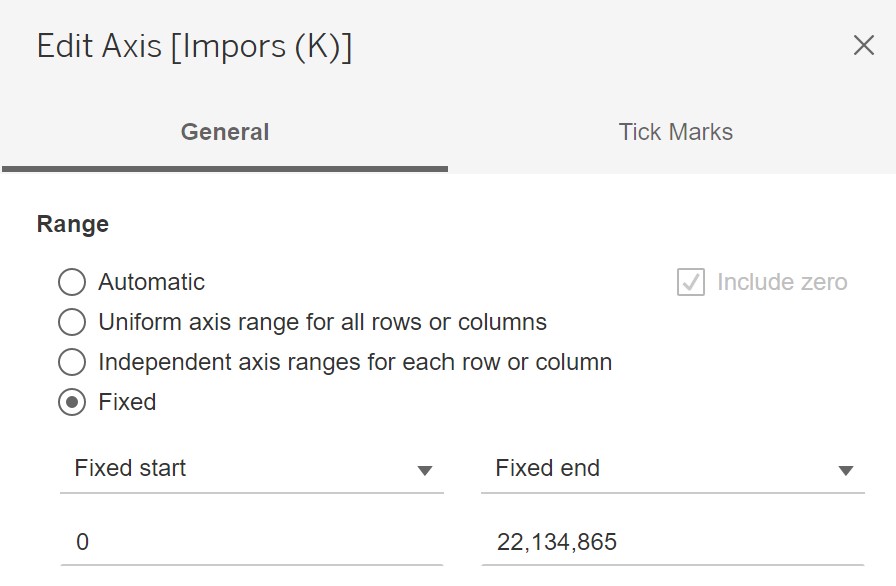 Edit Axis [Impors (K)]
General
Tick Marks
Range
Automatic
Include zero
Uniform axis range for all rows or columns
Independent axis ranges for each row or column
Fixed
Fixed start
Fixed end
0
22,134,865